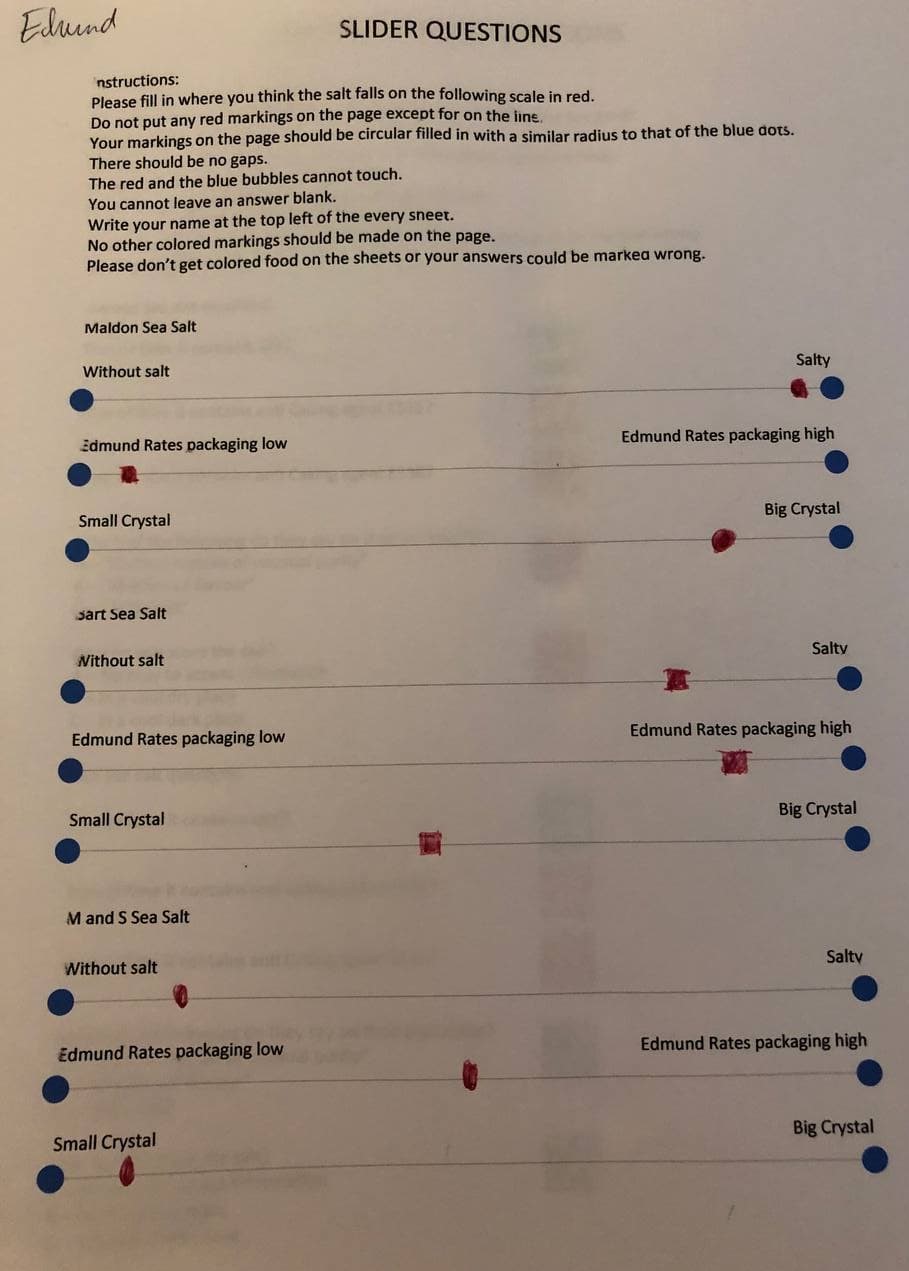 Edmund
SLIDER QUESTIONS
nstructions:
Please fill in where you think the salt falls on the following scale in red.
Do not put any red markings on the page except for on the line.
Your markings on the page should be circular filled in with a similar radius to that of the blue dots.
There should be no gaps.
The red and the blue bubbles cannot touch.
You cannot leave an answer blank.
Write your name at the top left of the every sheet.
No other colored markings should be made on the page.
Please don't get colored food on the sheets or your answers could be marked wrong.
Maldon Sea Salt
Without salt Salty
Edmund Rates packaging low Edmund Rates packaging high
Small Crystal Big Crystal
Sea Salt
Without salt Salty
Edmund Rates packaging low Edmund Rates packaging high
Small Crystal Big Crystal
M and S Sea Salt
Without salt Salty
Edmund Rates packaging low Edmund Rates packaging high
Small Crystal Big Crystal